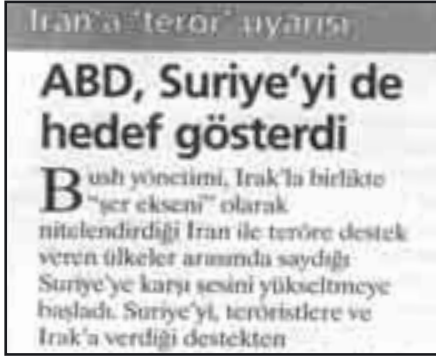 İran'a "terör" uyarısı
ABD, Suriye'yi de
hedef gösterdi
Bush yönetimi, Irak'la birlikte
"şer ekseni" olarak
nitelendirdiği İran ile teröre destek
veren ülkeler arasında saydığı
Suriye'ye karşı sesini yükseltmeye
başladı. Suriye'yi, teröristlere ve
Irak'a verdiği destekten